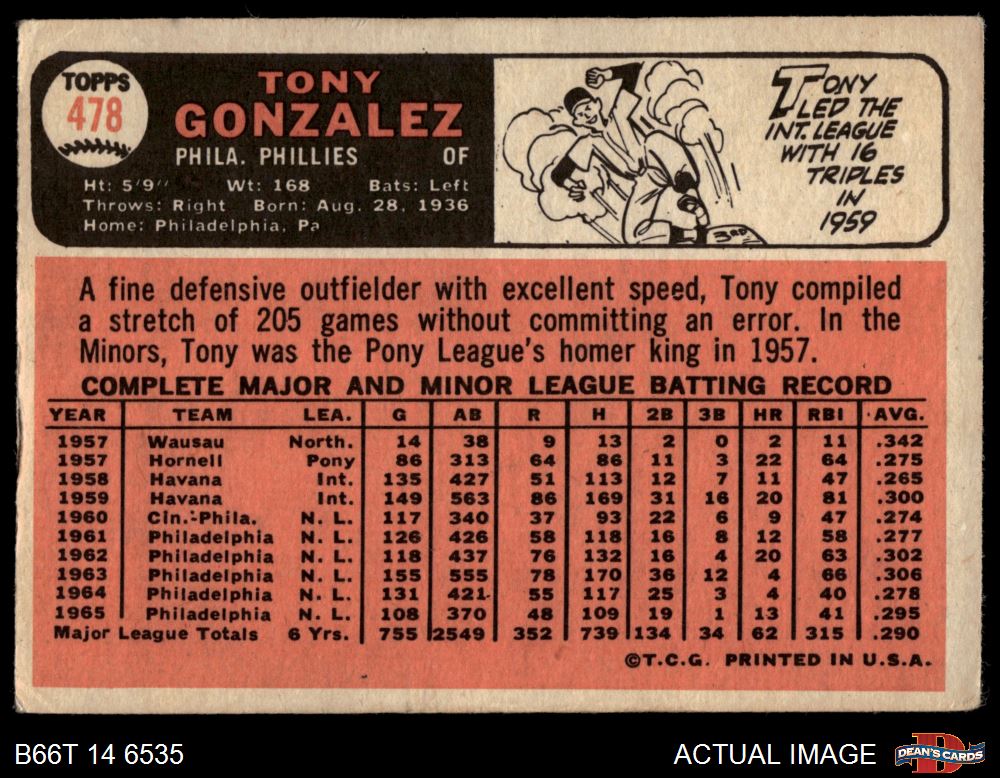 TOPPS
478
TONY
GONZALEZ
PHILA. PHILLIES OF
Ht: 5'9" Wt: 168 Bats: Left
Throws: Right Born: Aug. 28, 1936
Home: Philadelphia, Pa
3RD
TONY
LED THE
INT. LEAGUE
WITH 16
TRIPLES
IN
1959
A fine defensive outfielder with excellent speed, Tony compiled
a stretch of 205 games without committing an error. In the
Minors, Tony was the Pony League's homer king in 1957.
COMPLETE MAJOR AND MINOR LEAGUE BATTING RECORD
YEAR TEAM LEA. G AB R H 2B 3B HR RBI AVG.
1957 Wausau North. 14 38 9 13 2 0 2 11 .342
1957 Hornell Pony 86 313 64 86 11 3 22 64 .275
1958 Havana Int. 135 427 51 113 12 7 11 47 .265
1959 Havana Int. 149 563 86 169 31 16 20 81 .300
1960 Cin.-Phila. N. L. 117 340 37 93 22 6 9 47 .274
1961 Philadelphia N. L. 126 426 58 118 16 8 12 58 .277
1962 Philadelphia N. L. 118 437 76 132 16 4 20 63 .302
1963 Philadelphia N. L. 155 555 78 170 36 12 4 66 .306
1964 Philadelphia N. L. 131 421 55 117 25 3 4 40 .278
1965 Philadelphia N. L. 108 370 48 109 19 1 13 41 .295
Major League Totals 6 Yrs. 755 2549 352 739 134 34 62 315 .290
©T.C.G. PRINTED IN U.S.A.
B66T 14 6535 ACTUAL IMAGE
D
DEAN'S CARDS